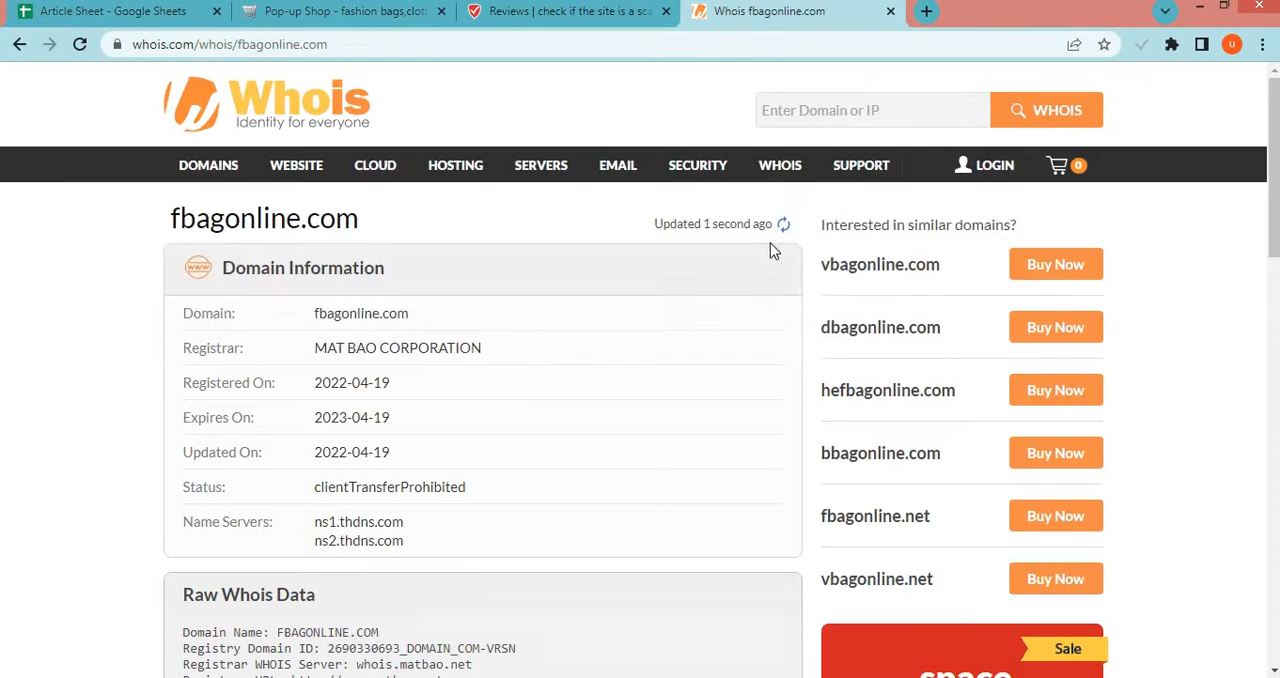 Article Sheet - Google Sheets
Pop-up Shop - fashion bags,clot
Reviews | check if the site is a sca
Whois fbagonline.com
whois.com/whois/fbagonline.com
u
Whois
Identity for everyone
Enter Domain or IP
WHOIS
DOMAINS WEBSITE CLOUD HOSTING SERVERS EMAIL SECURITY WHOIS SUPPORT LOGIN 0
fbagonline.com
Updated 1 second ago
www
Domain Information
Domain: fbagonline.com
Registrar: MAT BAO CORPORATION
Registered On: 2022-04-19
Expires On: 2023-04-19
Updated On: 2022-04-19
Status: clientTransferProhibited
Name Servers: ns1.thdns.com
ns2.thdns.com
Raw Whois Data
Domain Name: FBAGONLINE.COM
Registry Domain ID: 2690330693_DOMAIN_COM-VRSN
Registrar WHOIS Server: whois.matbao.net
Interested in similar domains?
vbagonline.com Buy Now
dbagonline.com Buy Now
hefbagonline.com Buy Now
bbagonline.com Buy Now
fbagonline.net Buy Now
vbagonline.net Buy Now
Sale